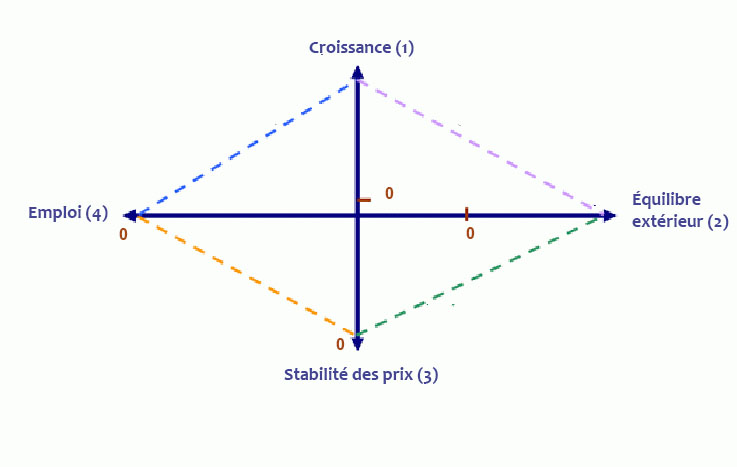 Croissance (1)
0
Emploi (4)
Équilibre
extérieur (2)
0
0
0
Stabilité des prix (3)